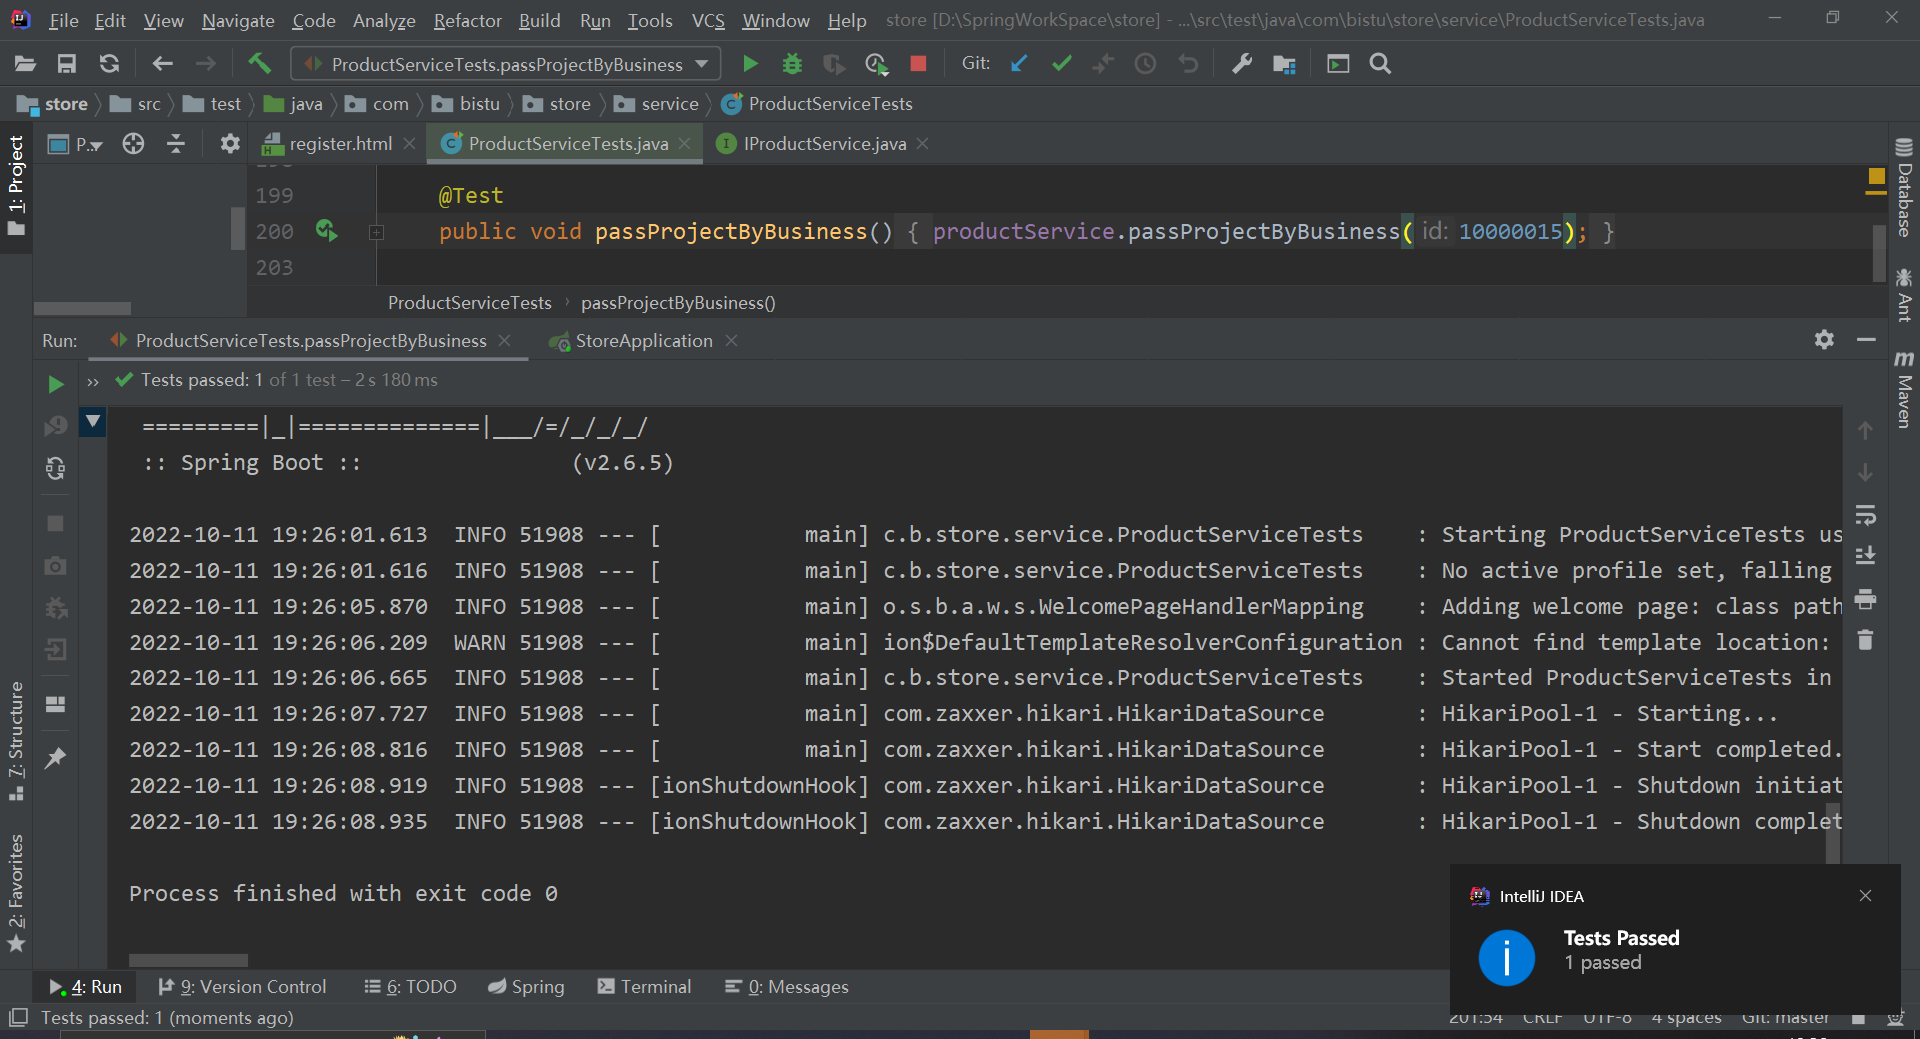 File Edit View Navigate Code Analyze Refactor Build Run Tools VCS Window Help store [D:\SpringWorkSpace\store] - ...\src\test\java\com\bistu\store\service\ProductServiceTests.java
ProductServiceTests.passProjectByBusiness Git:
store src test java com bistu store service ProductServiceTests
P.. register.html ProductServiceTests.java IProductService.java
199 @Test
200 public void passProjectByBusiness() { productService.passProjectByBusiness( id: 10000015); }
203
ProductServiceTests › passProjectByBusiness()
Run: ProductServiceTests.passProjectByBusiness StoreApplication
» Tests passed: 1 of 1 test – 2 s 180 ms
=========|_|==============|___/=/_/_/_/
:: Spring Boot :: (v2.6.5)
2022-10-11 19:26:01.613 INFO 51908 --- [ main] c.b.store.service.ProductServiceTests : Starting ProductServiceTests us
2022-10-11 19:26:01.616 INFO 51908 --- [ main] c.b.store.service.ProductServiceTests : No active profile set, falling
2022-10-11 19:26:05.870 INFO 51908 --- [ main] o.s.b.a.w.s.WelcomePageHandlerMapping : Adding welcome page: class path
2022-10-11 19:26:06.209 WARN 51908 --- [ main] ion$DefaultTemplateResolverConfiguration : Cannot find template location:
2022-10-11 19:26:06.665 INFO 51908 --- [ main] c.b.store.service.ProductServiceTests : Started ProductServiceTests in
2022-10-11 19:26:07.727 INFO 51908 --- [ main] com.zaxxer.hikari.HikariDataSource : HikariPool-1 - Starting...
2022-10-11 19:26:08.816 INFO 51908 --- [ main] com.zaxxer.hikari.HikariDataSource : HikariPool-1 - Start completed.
2022-10-11 19:26:08.919 INFO 51908 --- [ionShutdownHook] com.zaxxer.hikari.HikariDataSource : HikariPool-1 - Shutdown initiat
2022-10-11 19:26:08.935 INFO 51908 --- [ionShutdownHook] com.zaxxer.hikari.HikariDataSource : HikariPool-1 - Shutdown complet
Process finished with exit code 0
1: Project
7: Structure
2: Favorites
Database
Ant
Maven
IntelliJ IDEA
Tests Passed
1 passed
4: Run 9: Version Control 6: TODO Spring Terminal 0: Messages
Tests passed: 1 (moments ago) 201:54 CRLF UTF-8 4 spaces Git: master